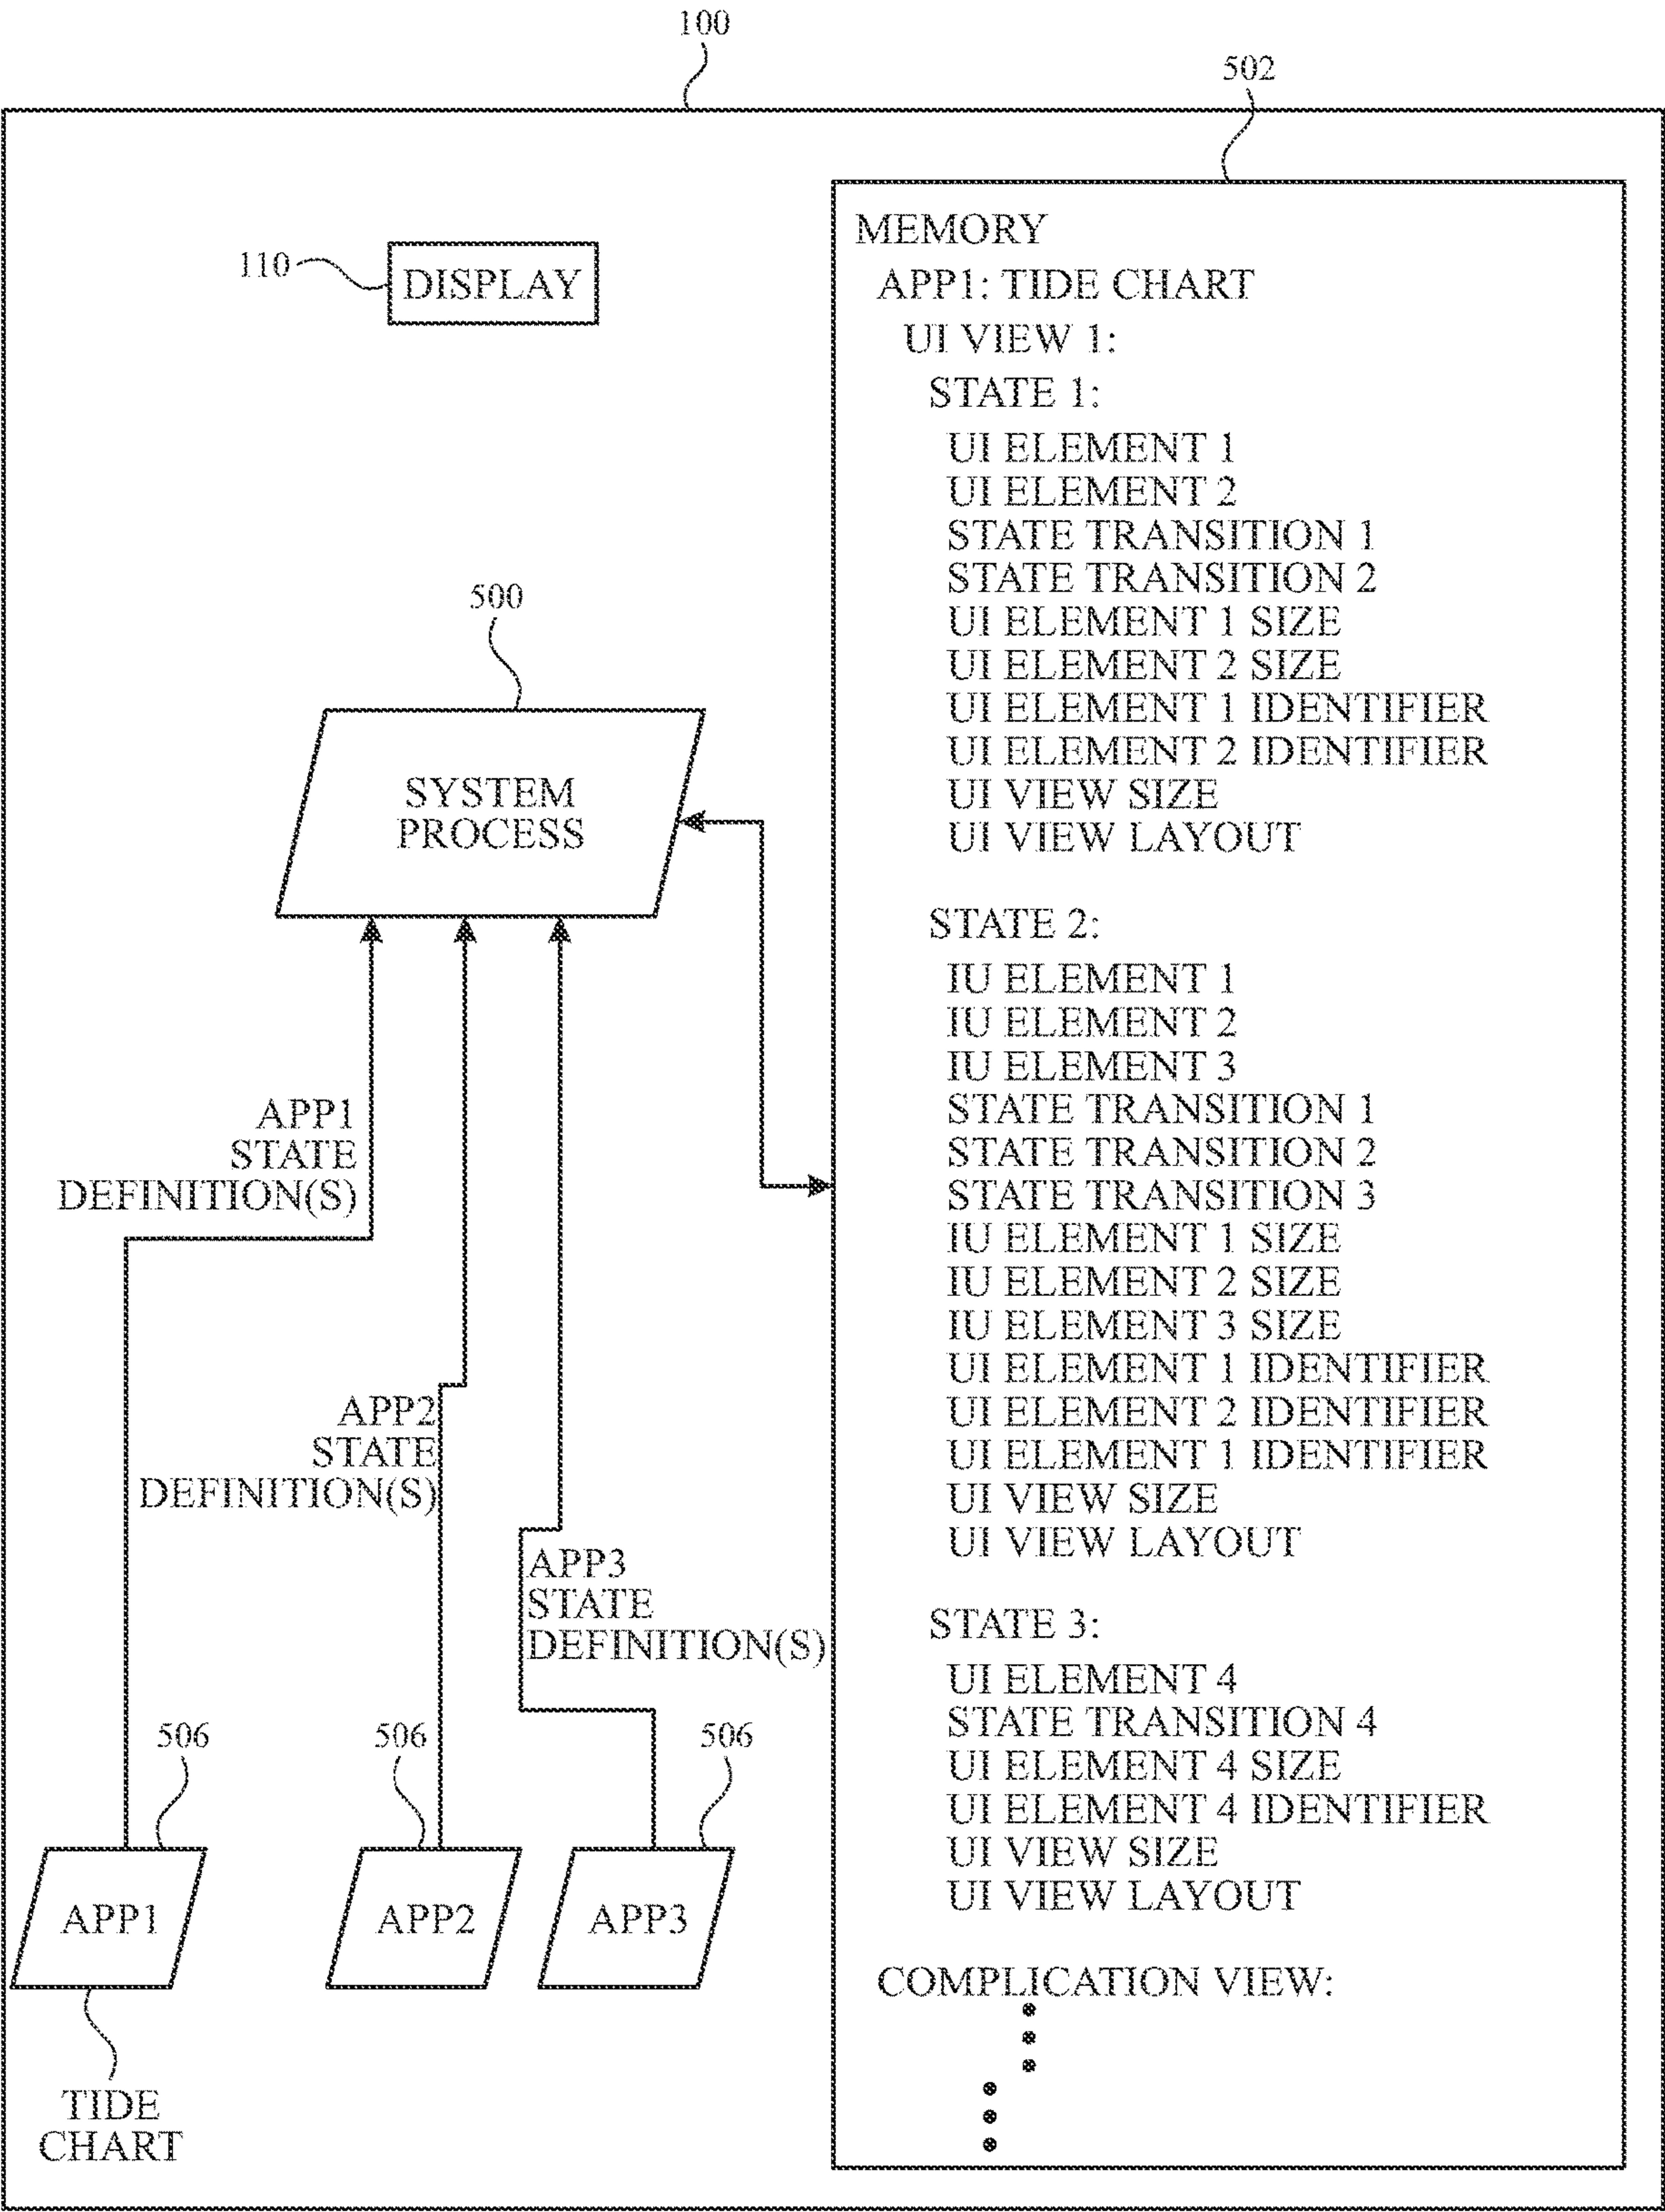 100
502
110
DISPLAY
500
SYSTEM
PROCESS
APP1
STATE
DEFINITION(S)
APP2
STATE
DEFINITION(S)
APP3
STATE
DEFINITION(S)
506
506
506
APP1
APP2
APP3
TIDE
CHART
MEMORY
APP1: TIDE CHART
UI VIEW 1:
STATE 1:
UI ELEMENT 1
UI ELEMENT 2
STATE TRANSITION 1
STATE TRANSITION 2
UI ELEMENT 1 SIZE
UI ELEMENT 2 SIZE
UI ELEMENT 1 IDENTIFIER
UI ELEMENT 2 IDENTIFIER
UI VIEW SIZE
UI VIEW LAYOUT
STATE 2:
IU ELEMENT 1
IU ELEMENT 2
IU ELEMENT 3
STATE TRANSITION 1
STATE TRANSITION 2
STATE TRANSITION 3
IU ELEMENT 1 SIZE
IU ELEMENT 2 SIZE
IU ELEMENT 3 SIZE
UI ELEMENT 1 IDENTIFIER
UI ELEMENT 2 IDENTIFIER
UI ELEMENT 1 IDENTIFIER
UI VIEW SIZE
UI VIEW LAYOUT
STATE 3:
UI ELEMENT 4
STATE TRANSITION 4
UI ELEMENT 4 SIZE
UI ELEMENT 4 IDENTIFIER
UI VIEW SIZE
UI VIEW LAYOUT
COMPLICATION VIEW: